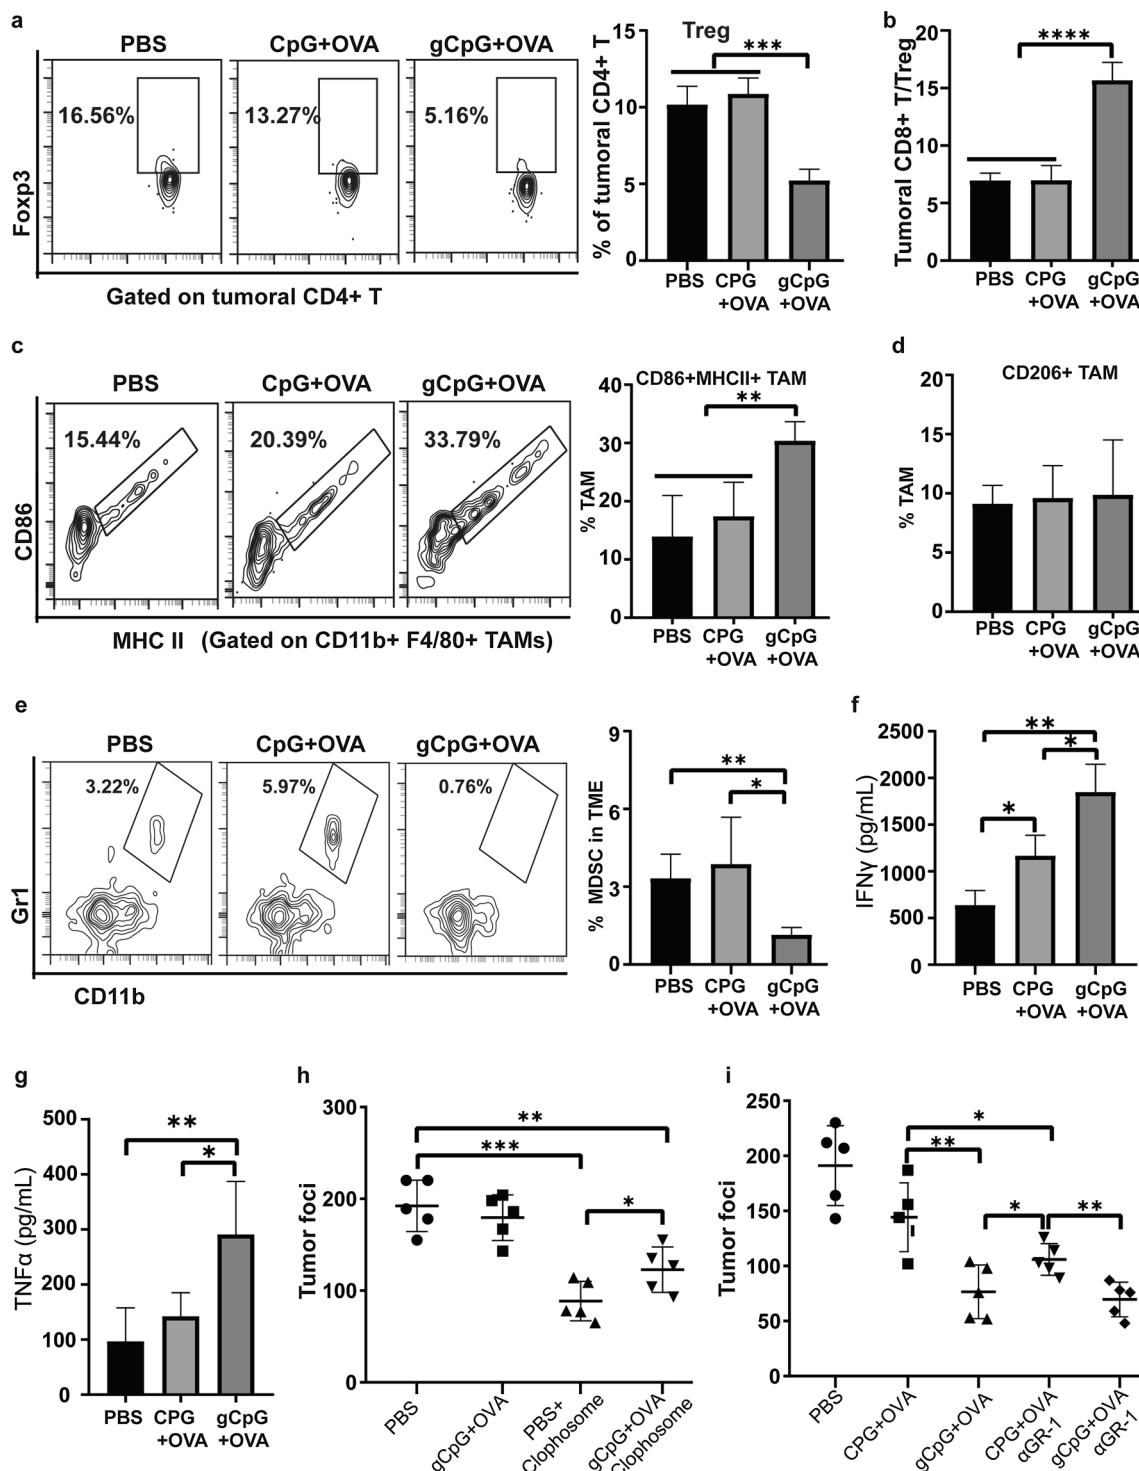 a
PBS
CpG+OVA
gCpG+OVA
16.56%
13.27%
5.16%
Foxp3
Gated on tumoral CD4+ T
% of tumoral CD4+ T
15
10
5
0
Treg
***
PBS
CPG
+OVA
gCpG
+OVA
b
Tumoral CD8+ T/Treg
20
15
10
5
0
****
PBS
CPG
+OVA
gCpG
+OVA
c
PBS
CpG+OVA
gCpG+OVA
15.44%
20.39%
33.79%
CD86
MHC II (Gated on CD11b+ F4/80+ TAMs)
CD86+MHCII+ TAM
% TAM
40
30
20
10
0
**
PBS
CPG
+OVA
gCpG
+OVA
d
CD206+ TAM
% TAM
20
15
10
5
0
PBS
CPG
+OVA
gCpG
+OVA
e
PBS
CpG+OVA
gCpG+OVA
3.22%
5.97%
0.76%
Gr1
CD11b
% MDSC in TME
9
6
3
0
**
*
PBS
CPG
+OVA
gCpG
+OVA
f
IFNγ (pg/mL)
2500
2000
1500
1000
500
0
**
*
*
PBS
CPG
+OVA
gCpG
+OVA
g
TNFα (pg/mL)
500
400
300
200
100
0
**
*
PBS
CPG
+OVA
gCpG
+OVA
h
Tumor foci
300
200
100
0
**
***
*
PBS
gCpG+OVA
PBS+
Clophosome
gCpG+OVA
Clophosome
i
Tumor foci
250
200
150
100
50
0
*
**
*
**
PBS
CPG+OVA
gCpG+OVA
CPG+OVA
αGR-1
gCpG+OVA
αGR-1